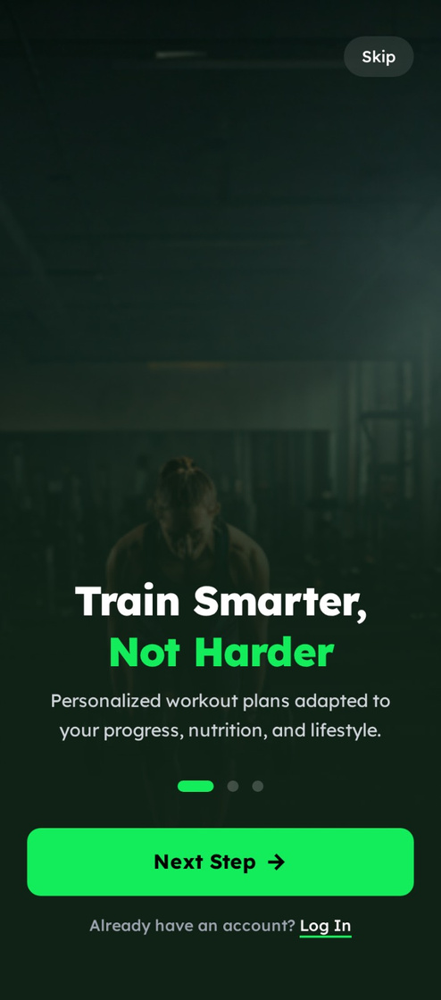 Skip
Train Smarter,
Not Harder
Personalized workout plans adapted to
your progress, nutrition, and lifestyle.
Next Step →
Already have an account? Log In